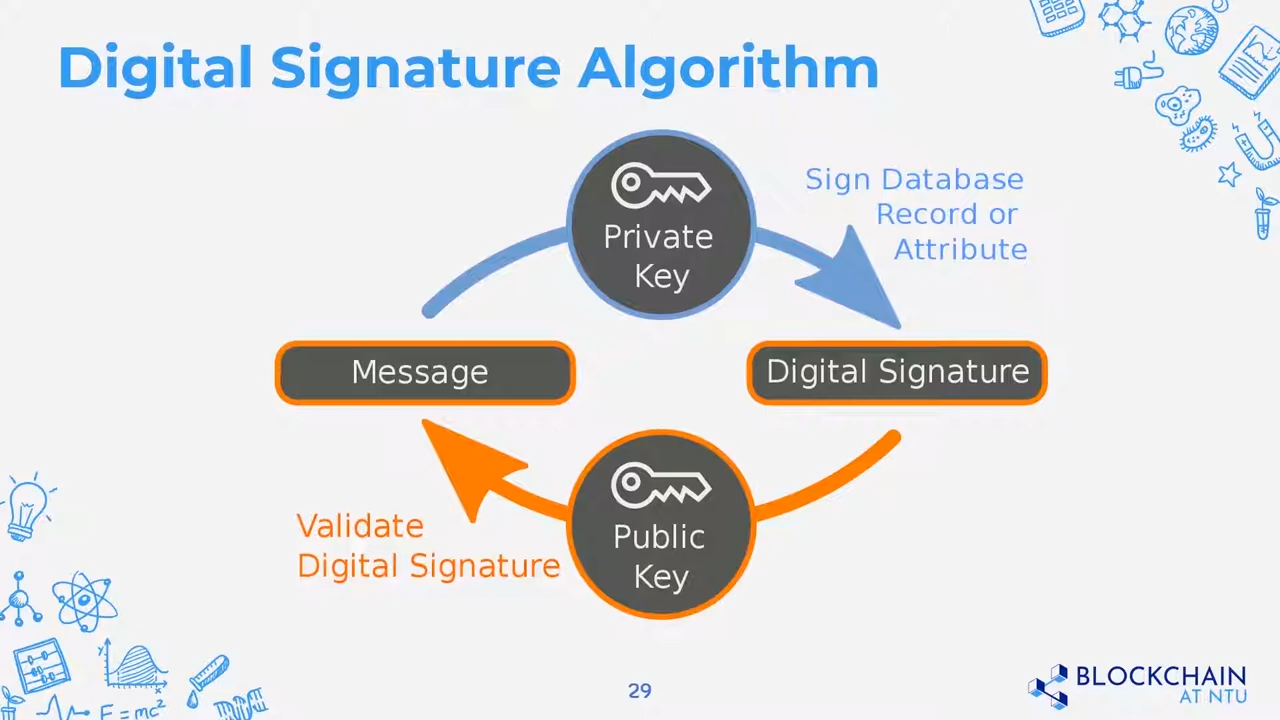 Digital Signature Algorithm
Private
Key
Sign Database
Record or
Attribute
Message
Digital Signature
Validate
Digital Signature
Public
Key
y
x
E=mc²
29
BLOCKCHAIN
AT NTU